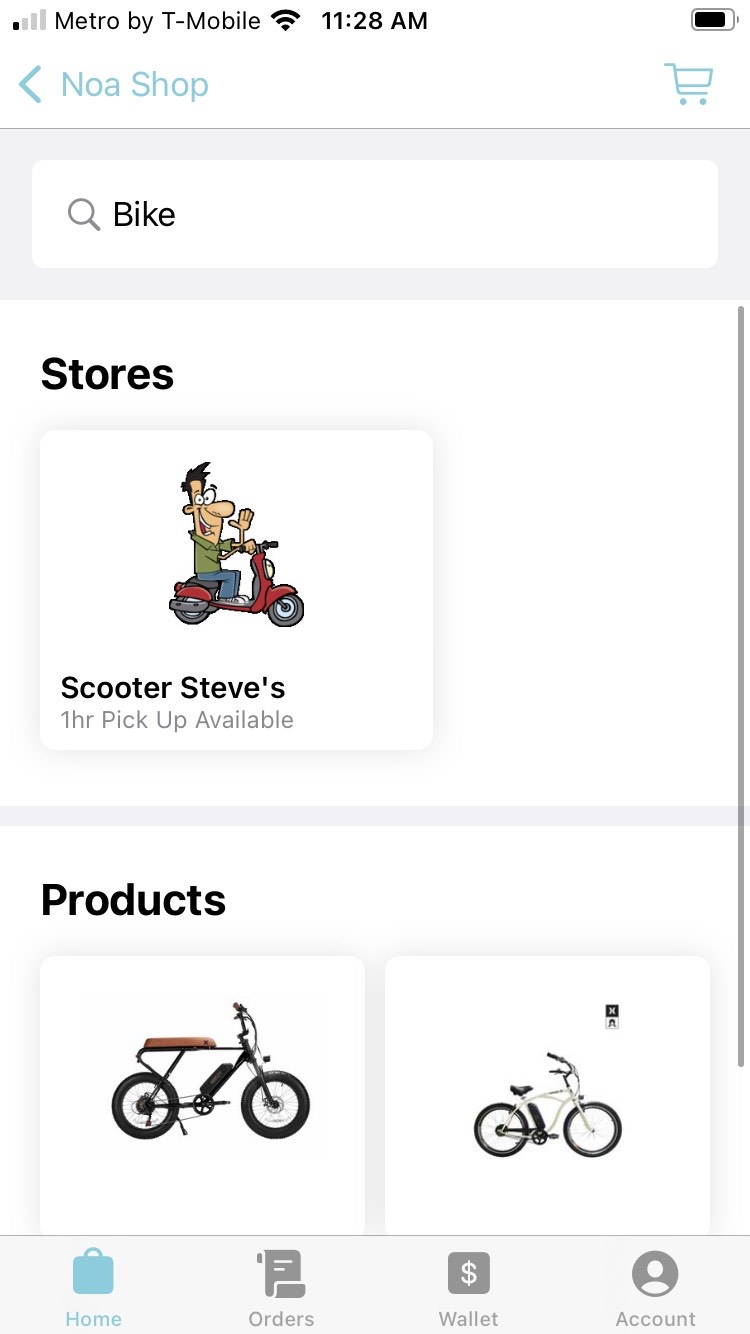 Metro by T-Mobile 11:28 AM
Noa Shop
Bike
Stores
Scooter Steve's
1hr Pick Up Available
Products
$
Home Orders Wallet Account